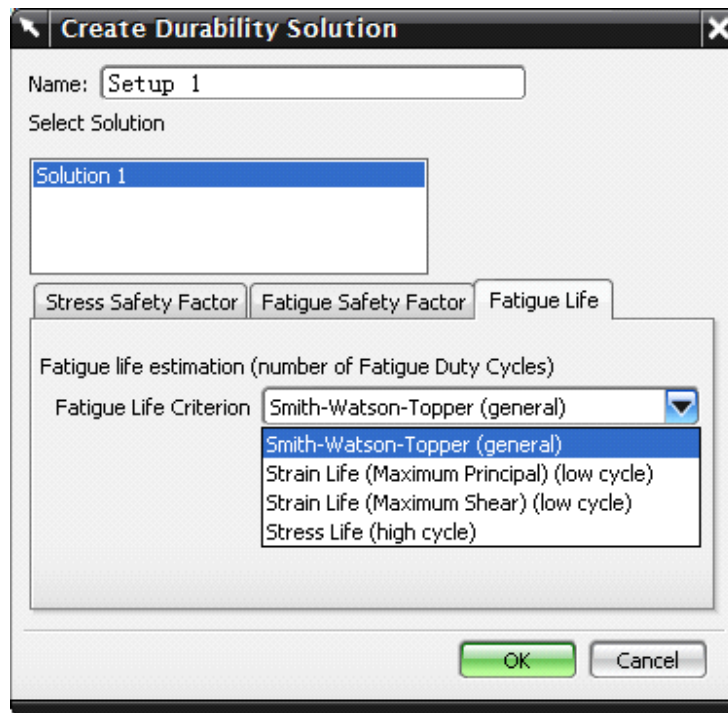 Create Durability Solution
Name: Setup 1
Select Solution
Solution 1
Stress Safety Factor Fatigue Safety Factor Fatigue Life
Fatigue life estimation (number of Fatigue Duty Cycles)
Fatigue Life Criterion Smith-Watson-Topper (general)
Smith-Watson-Topper (general)
Strain Life (Maximum Principal) (low cycle)
Strain Life (Maximum Shear) (low cycle)
Stress Life (high cycle)
OK Cancel